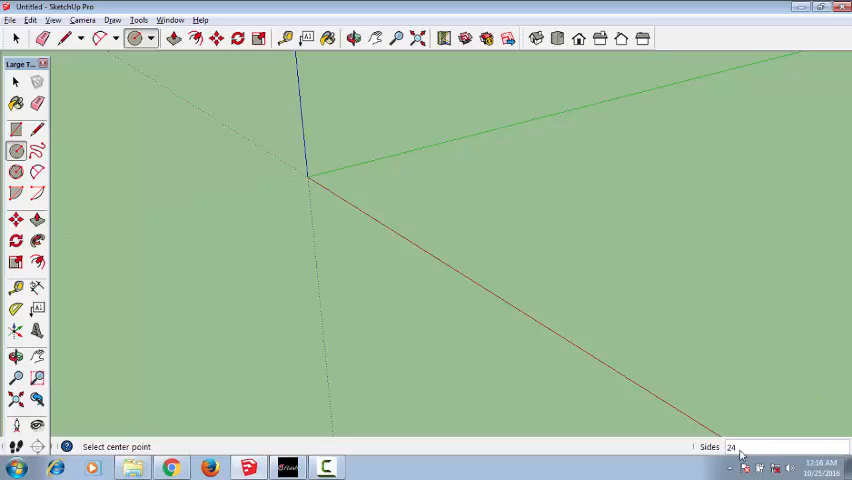 Untitled - SketchUp Pro
File Edit View Camera Draw Tools Window Help
Large T...
Select center point
Sides 24
12:16 AM
10/25/2016